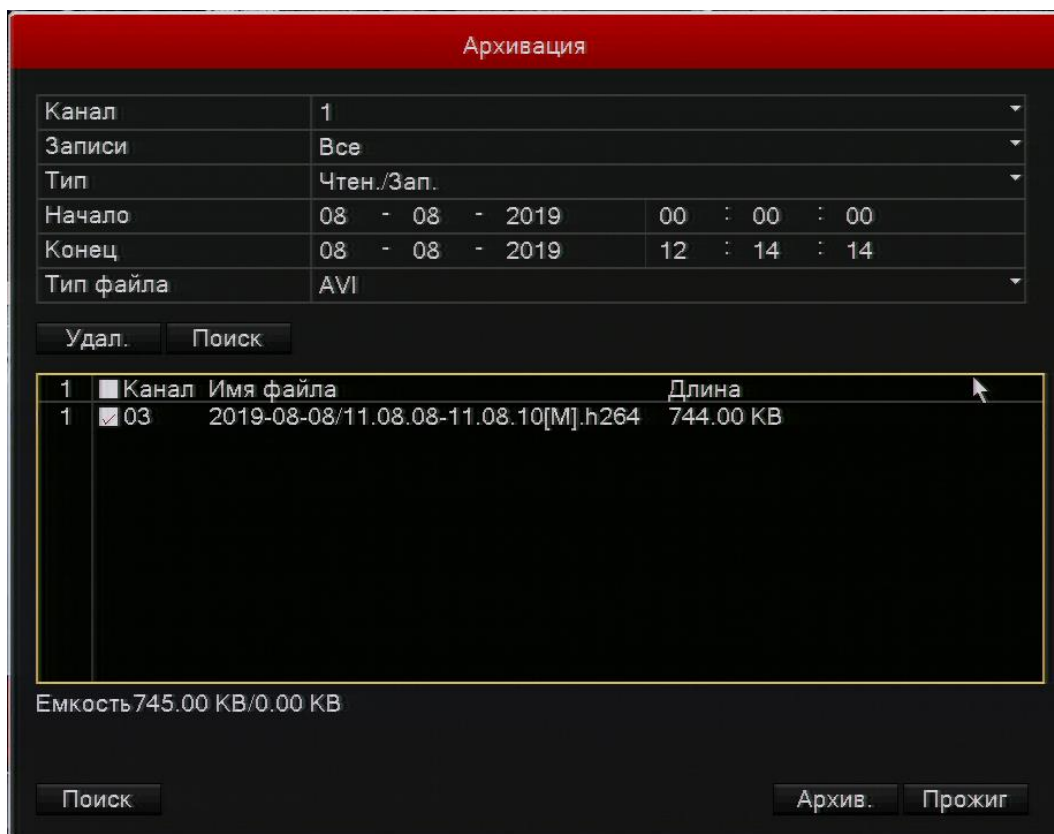 Архивация
Канал 1
Записи Все
Тип Чтен./Зап.
Начало 08 - 08 - 2019 00 : 00 : 00
Конец 08 - 08 - 2019 12 : 14 : 14
Тип файла AVI
Удал. Поиск
1 Канал Имя файла Длина
1 03 2019-08-08/11.08.08-11.08.10[M].h264 744.00 KB
Емкость745.00 KB/0.00 KB
Поиск Архив. Прожиг